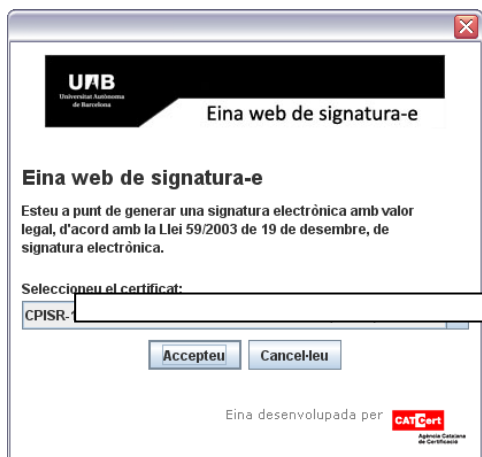 UAB
Universitat Autònoma
de Barcelona
Eina web de signatura-e
Eina web de signatura-e
Esteu a punt de generar una signatura electrònica amb valor
legal, d'acord amb la Llei 59/2003 de 19 de desembre, de
signatura electrònica.
Seleccioneu el certificat:
CPISR-1
Accepteu
Cancel·leu
Eina desenvolupada per
CATCert
Agència Catalana
de Certificació